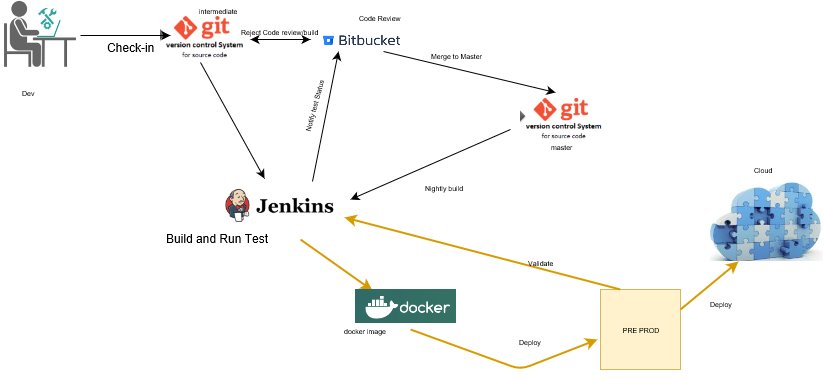 intermediate
git
version control System
for source code
Check-in
Dev
Reject Code review/build
Code Review
Bitbucket
Merge to Master
git
version control System
for source code
master
Notify test Status
Nightly build
Jenkins
Build and Run Test
Cloud
Validate
docker
docker image
Deploy
PRE PROD
Deploy